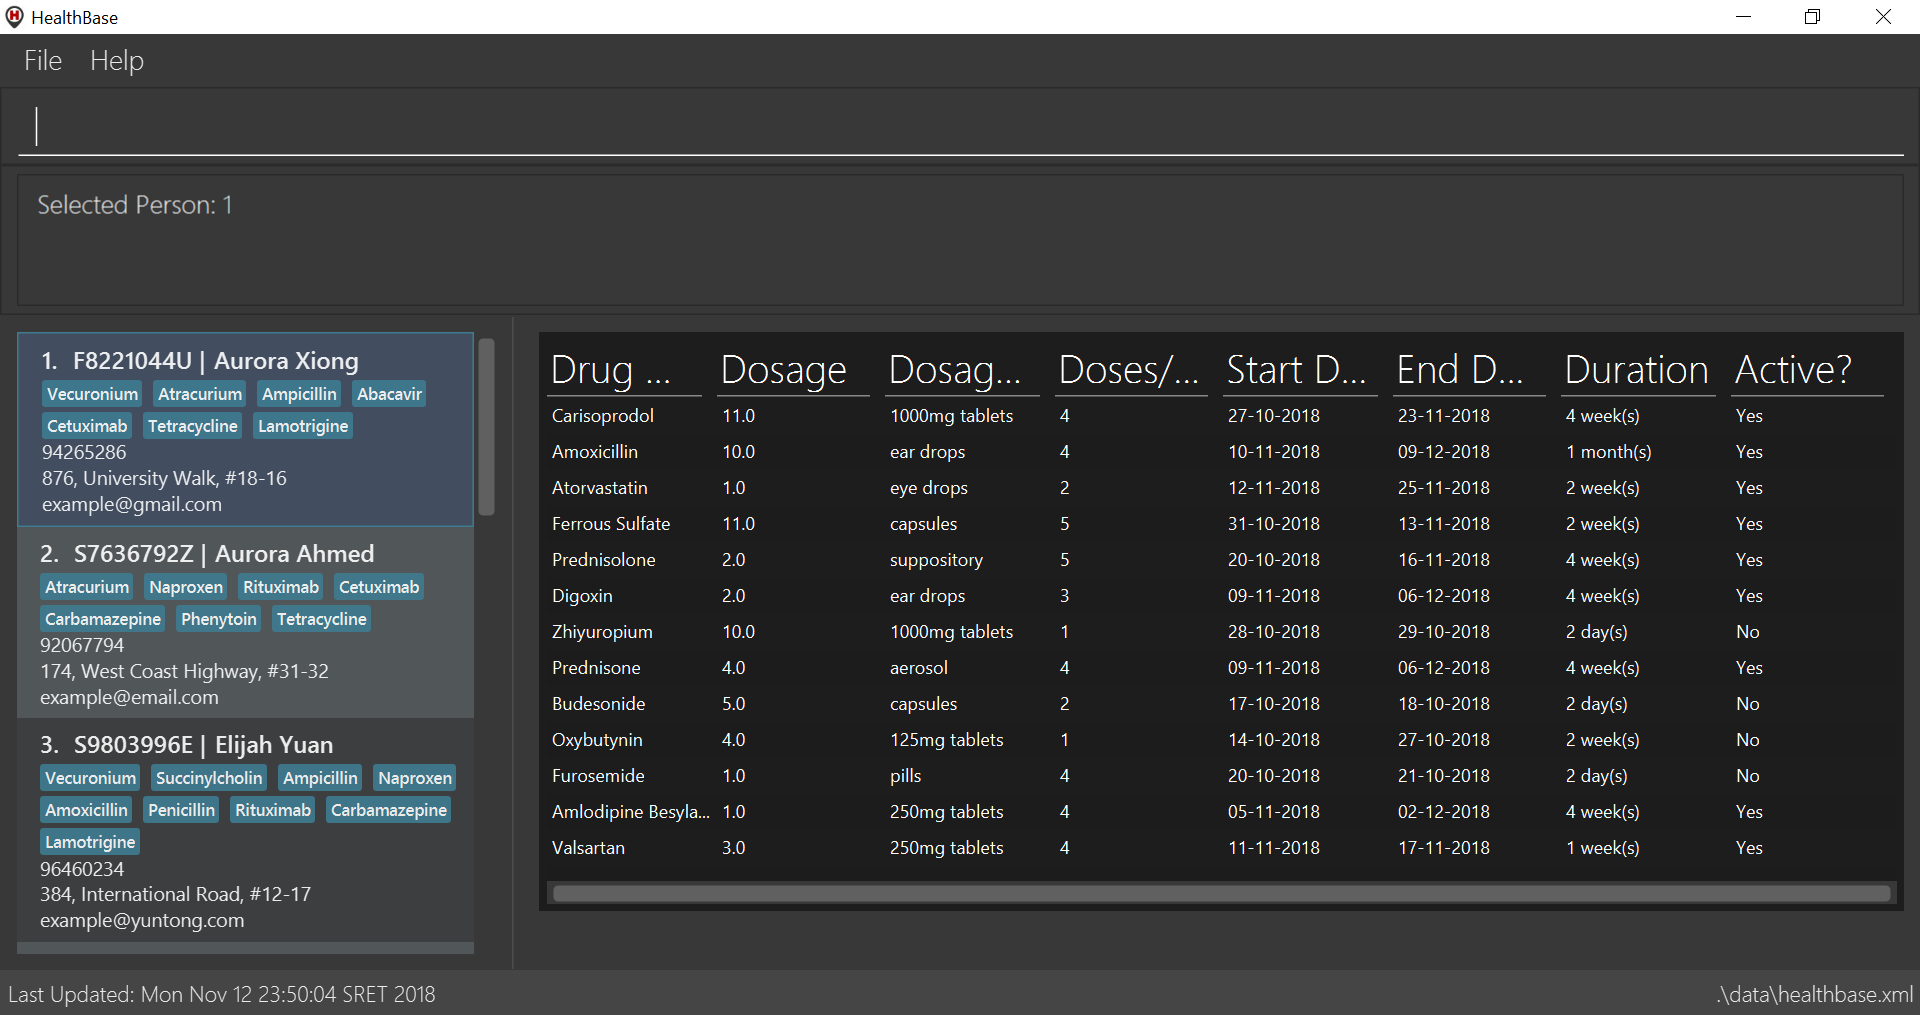 HealthBase
File Help
Selected Person: 1
1. F8221044U | Aurora Xiong
Vecuronium Atracurium Ampicillin Abacavir
Cetuximab Tetracycline Lamotrigine
94265286
876, University Walk, #18-16
example@gmail.com
2. S7636792Z | Aurora Ahmed
Atracurium Naproxen Rituximab Cetuximab
Carbamazepine Phenytoin Tetracycline
92067794
174, West Coast Highway, #31-32
example@email.com
3. S9803996E | Elijah Yuan
Vecuronium Succinylcholin Ampicillin Naproxen
Amoxicillin Penicillin Rituximab Carbamazepine
Lamotrigine
96460234
384, International Road, #12-17
example@yuntong.com
Drug ... Dosage Dosag... Doses/... Start D... End D... Duration Active?
Carisoprodol 11.0 1000mg tablets 4 27-10-2018 23-11-2018 4 week(s) Yes
Amoxicillin 10.0 ear drops 4 10-11-2018 09-12-2018 1 month(s) Yes
Atorvastatin 1.0 eye drops 2 12-11-2018 25-11-2018 2 week(s) Yes
Ferrous Sulfate 11.0 capsules 5 31-10-2018 13-11-2018 2 week(s) Yes
Prednisolone 2.0 suppository 5 20-10-2018 16-11-2018 4 week(s) Yes
Digoxin 2.0 ear drops 3 09-11-2018 06-12-2018 4 week(s) Yes
Zhiyuropium 10.0 1000mg tablets 1 28-10-2018 29-10-2018 2 day(s) No
Prednisone 4.0 aerosol 4 09-11-2018 06-12-2018 4 week(s) Yes
Budesonide 5.0 capsules 2 17-10-2018 18-10-2018 2 day(s) No
Oxybutynin 4.0 125mg tablets 1 14-10-2018 27-10-2018 2 week(s) No
Furosemide 1.0 pills 4 20-10-2018 21-10-2018 2 day(s) No
Amlodipine Besyla... 1.0 250mg tablets 4 05-11-2018 02-12-2018 4 week(s) Yes
Valsartan 3.0 250mg tablets 4 11-11-2018 17-11-2018 1 week(s) Yes
Last Updated: Mon Nov 12 23:50:04 SRET 2018
.\data\healthbase.xml